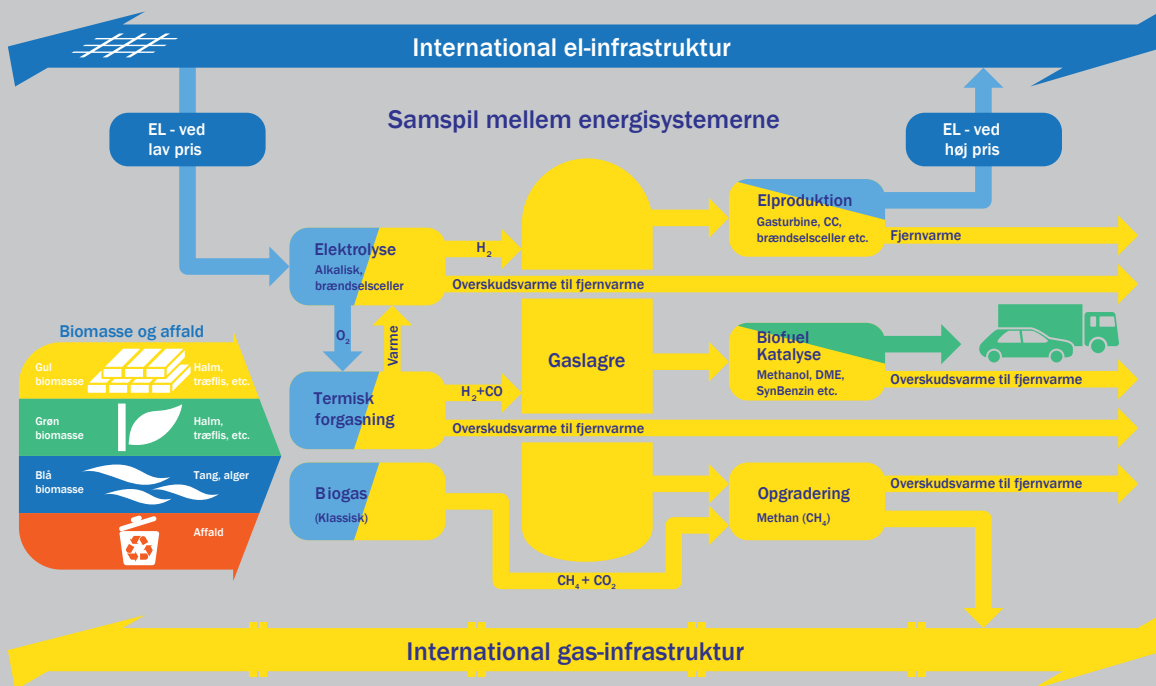 International el-infrastruktur
Samspil mellem energisystemerne
EL - ved
lav pris
EL - ved
høj pris
Elproduktion
Gasturbine, CC,
brændselsceller etc.
Fjernvarme
Elektrolyse
Alkalisk,
brændselsceller
H₂
Overskudsvarme til fjernvarme
O₂
Varme
Biomasse og affald
Gul
biomasse
Halm,
træflis, etc.
Grøn
biomasse
Halm,
træflis, etc.
Blå
biomasse
Tang, alger
Affald
Termisk
forgasning
H₂+CO
Overskudsvarme til fjernvarme
Gaslagre
Biofuel
Katalyse
Methanol, DME,
SynBenzin etc.
Overskudsvarme til fjernvarme
Biogas
(Klassisk)
CH₄ + CO₂
Opgradering
Methan (CH₄)
Overskudsvarme til fjernvarme
International gas-infrastruktur